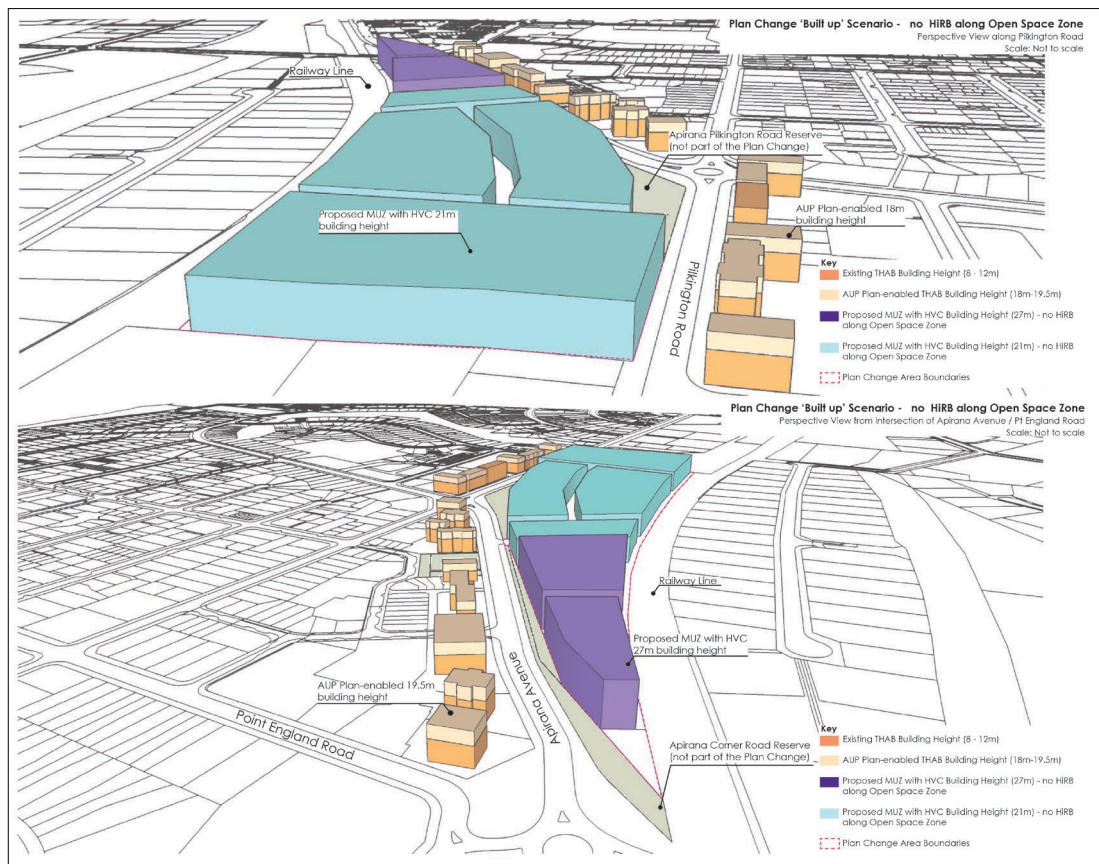 Plan Change 'Built up' Scenario - no HiRB along Open Space Zone
Perspective View along Pilkington Road
Scale: Not to scale
Railway Line
Apirana Pilkington Road Reserve
(not part of the Plan Change)
Proposed MUZ with HVC 21m
building height
AUP Plan-enabled 18m
building height
Pilkington Road
Key
Existing THAB Building Height (8 - 12m)
AUP Plan-enabled THAB Building Height (18m-19.5m)
Proposed MUZ with HVC Building Height (27m) - no HiRB
along Open Space Zone
Proposed MUZ with HVC Building Height (21m) - no HiRB
along Open Space Zone
Plan Change Area Boundaries
Plan Change 'Built up' Scenario - no HiRB along Open Space Zone
Perspective View from Intersection of Apirana Avenue / Pt England Road
Scale: Not to scale
Railway Line
Proposed MUZ with HVC
27m building height
AUP Plan-enabled 19.5m
building height
Apirana Avenue
Point England Road
Apirana Corner Road Reserve
(not part of the Plan Change)
Key
Existing THAB Building Height (8 - 12m)
AUP Plan-enabled THAB Building Height (18m-19.5m)
Proposed MUZ with HVC Building Height (27m) - no HiRB
along Open Space Zone
Proposed MUZ with HVC Building Height (21m) - no HiRB
along Open Space Zone
Plan Change Area Boundaries